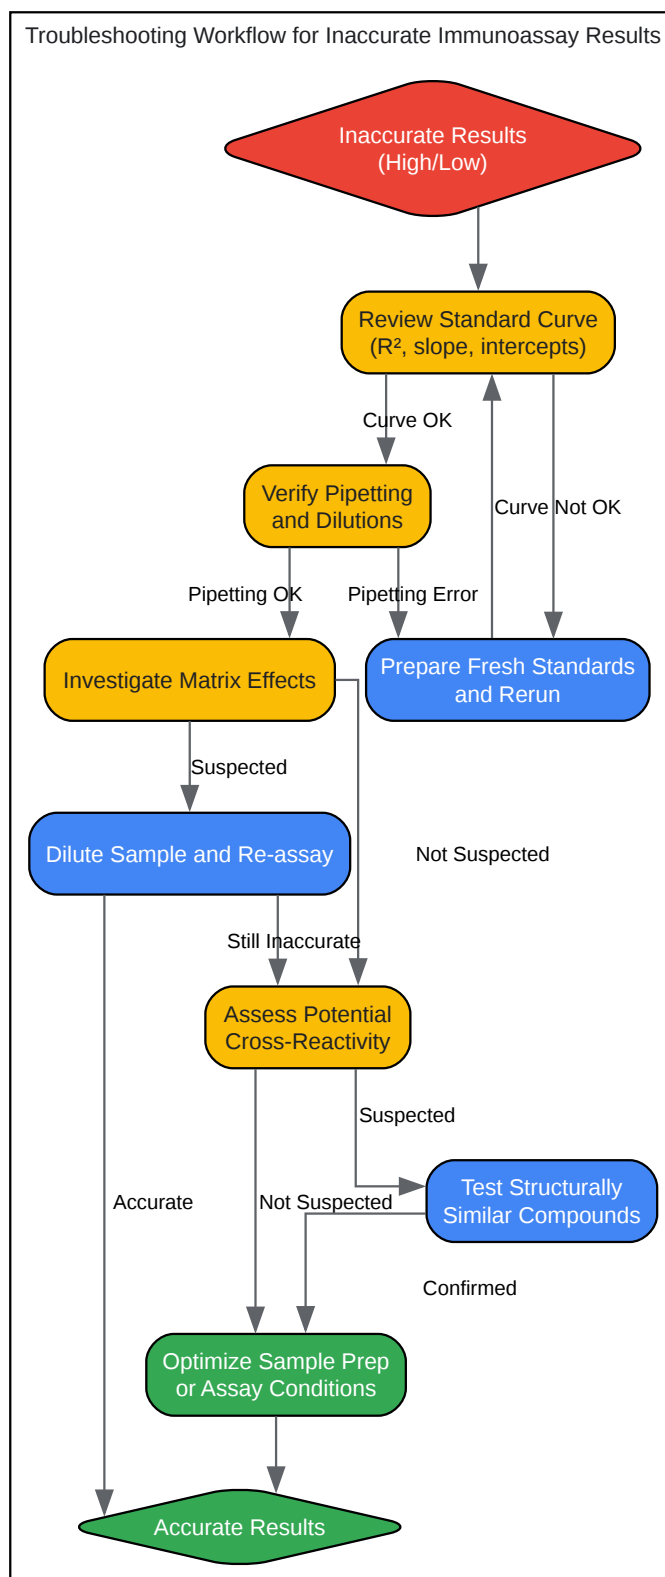 Troubleshooting Workflow for Inaccurate Immunoassay Results
Inaccurate Results
(High/Low)
Review Standard Curve
(R², slope, intercepts)
Curve OK
Verify Pipetting
and Dilutions
Curve Not OK
Pipetting OK
Pipetting Error
Investigate Matrix Effects
Prepare Fresh Standards
and Rerun
Suspected
Dilute Sample and Re-assay
Not Suspected
Still Inaccurate
Assess Potential
Cross-Reactivity
Suspected
Test Structurally
Similar Compounds
Accurate
Not Suspected
Confirmed
Optimize Sample Prep
or Assay Conditions
Accurate Results